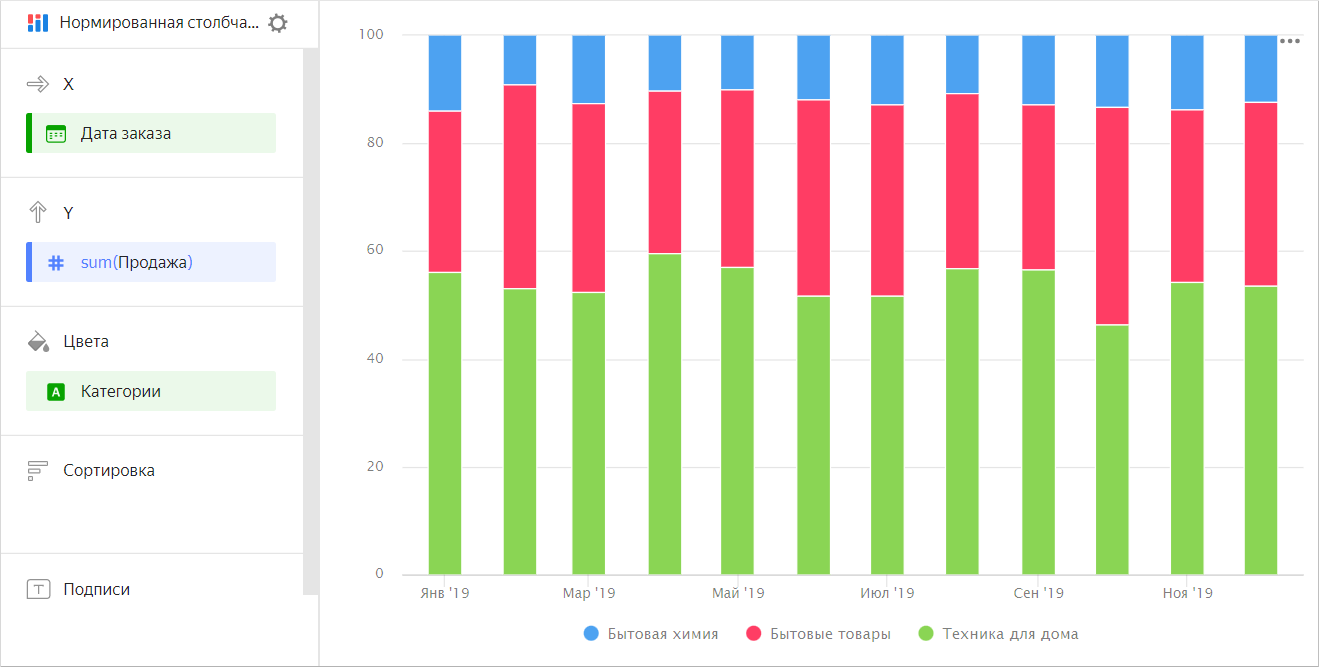 Нормированная столбча...
X
Дата заказа
Y
sum(Продажа)
Цвета
A Категории
Сортировка
T Подписи
100
80
60
40
20
0
Янв '19 Мар '19 Май '19 Июл '19 Сен '19 Ноя '19
Бытовая химия Бытовые товары Техника для дома